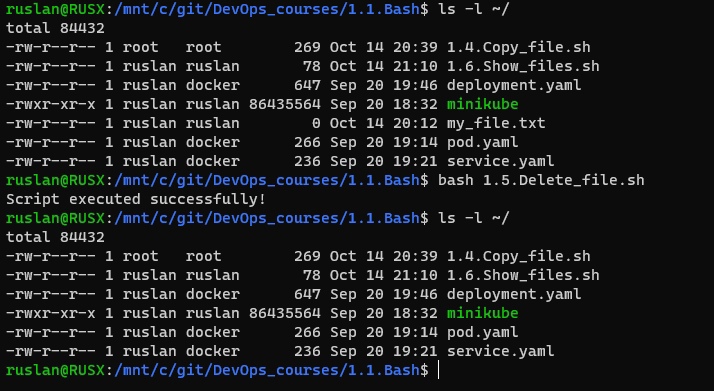 ruslan@RUSX:/mnt/c/git/DevOps_courses/1.1.Bash$ ls -l ~/
total 84432
-rw-r--r-- 1 root   root         269 Oct 14 20:39 1.4.Copy_file.sh
-rw-r--r-- 1 ruslan ruslan        78 Oct 14 21:10 1.6.Show_files.sh
-rw-r--r-- 1 ruslan docker       647 Sep 20 19:46 deployment.yaml
-rwxr-xr-x 1 ruslan ruslan 86435564 Sep 20 18:32 minikube
-rw-r--r-- 1 ruslan ruslan         0 Oct 14 20:12 my_file.txt
-rw-r--r-- 1 ruslan docker       266 Sep 20 19:14 pod.yaml
-rw-r--r-- 1 ruslan docker       236 Sep 20 19:21 service.yaml
ruslan@RUSX:/mnt/c/git/DevOps_courses/1.1.Bash$ bash 1.5.Delete_file.sh
Script executed successfully!
ruslan@RUSX:/mnt/c/git/DevOps_courses/1.1.Bash$ ls -l ~/
total 84432
-rw-r--r-- 1 root   root         269 Oct 14 20:39 1.4.Copy_file.sh
-rw-r--r-- 1 ruslan ruslan        78 Oct 14 21:10 1.6.Show_files.sh
-rw-r--r-- 1 ruslan docker       647 Sep 20 19:46 deployment.yaml
-rwxr-xr-x 1 ruslan ruslan 86435564 Sep 20 18:32 minikube
-rw-r--r-- 1 ruslan docker       266 Sep 20 19:14 pod.yaml
-rw-r--r-- 1 ruslan docker       236 Sep 20 19:21 service.yaml
ruslan@RUSX:/mnt/c/git/DevOps_courses/1.1.Bash$